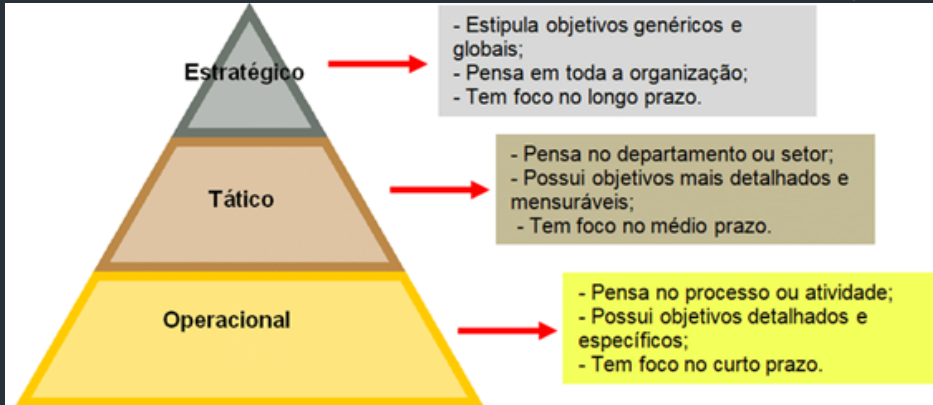 Estratégico
- Estipula objetivos genéricos e
globais;
- Pensa em toda a organização;
- Tem foco no longo prazo.
Tático
- Pensa no departamento ou setor;
- Possui objetivos mais detalhados e
mensuráveis;
- Tem foco no médio prazo.
Operacional
- Pensa no processo ou atividade;
- Possui objetivos detalhados e
específicos;
- Tem foco no curto prazo.